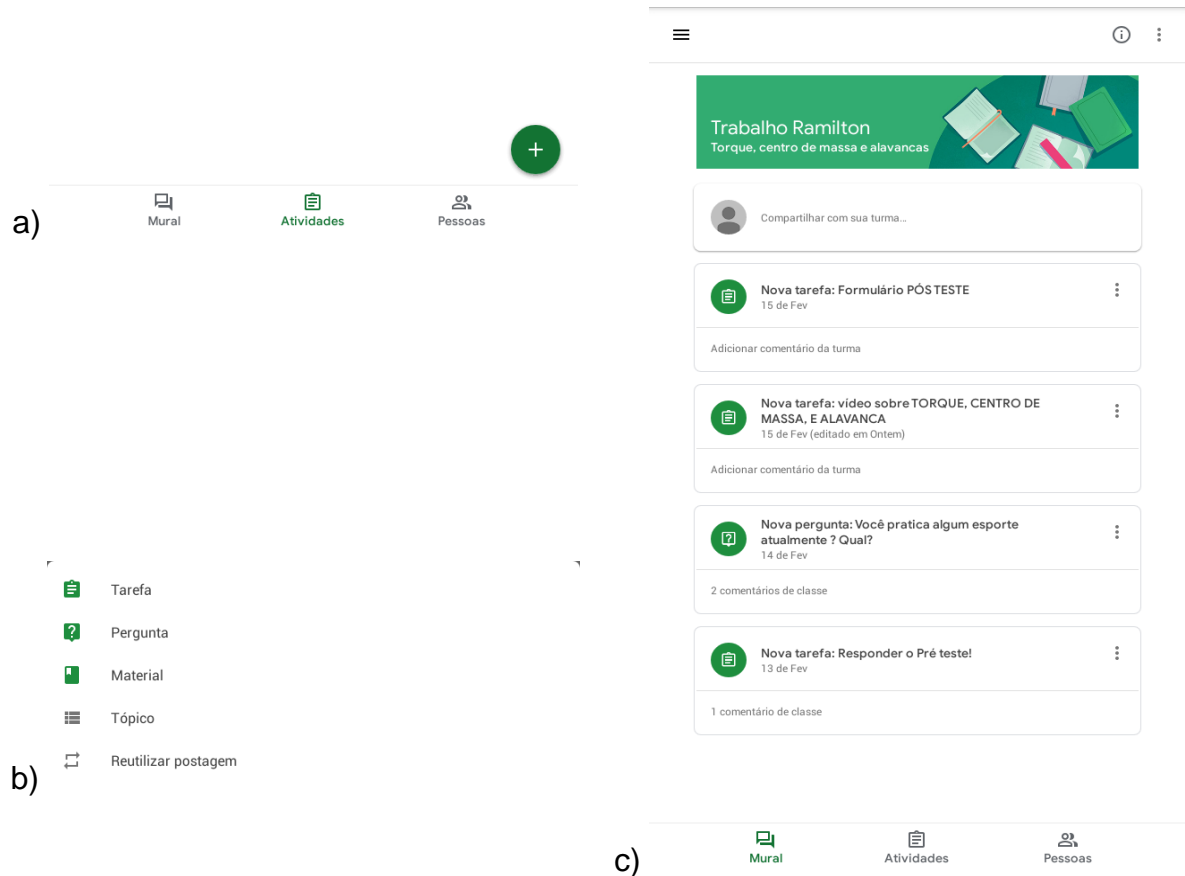 Mural
Atividades
Pessoas
a)
Tarefa
Pergunta
Material
Tópico
Reutilizar postagem
b)
Trabalho Ramilton
Torque, centro de massa e alavancas
Compartilhar com sua turma...
Nova tarefa: Formulário PÓS TESTE
15 de Fev
Adicionar comentário da turma
Nova tarefa: vídeo sobre TORQUE, CENTRO DE
MASSA, E ALAVANCA
15 de Fev (editado em Ontem)
Adicionar comentário da turma
Nova pergunta: Você pratica algum esporte
atualmente ? Qual?
14 de Fev
2 comentários de classe
Nova tarefa: Responder o Pré teste!
13 de Fev
1 comentário de classe
Mural
Atividades
Pessoas
c)